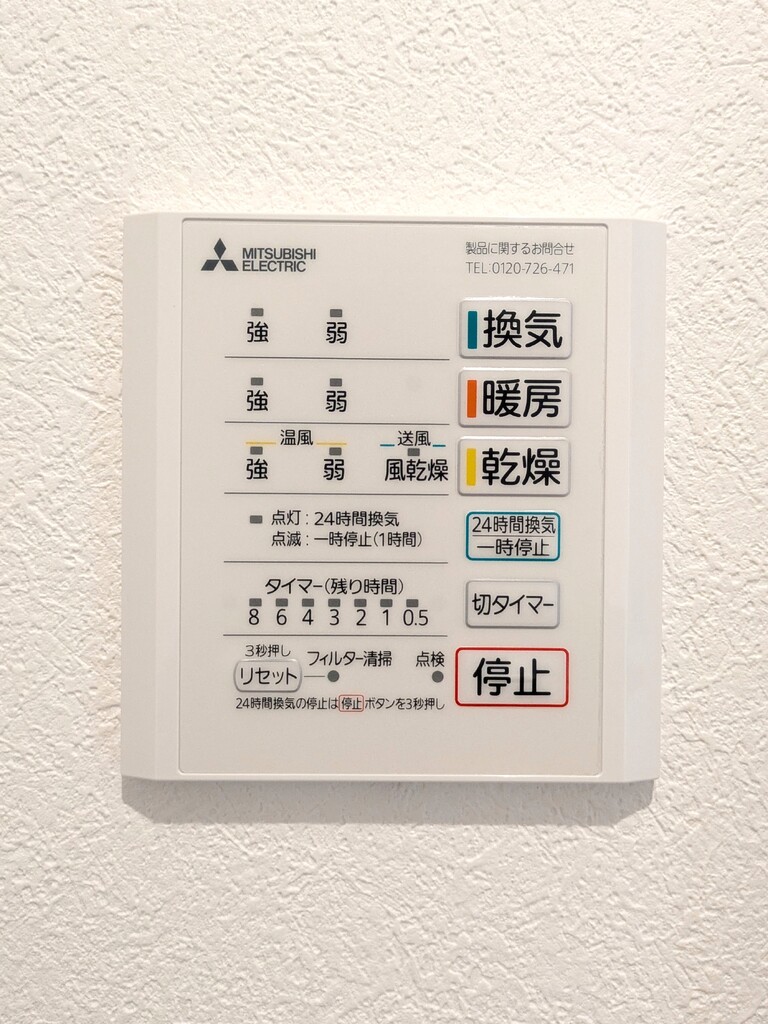 MITSUBISHI
ELECTRIC
製品に関するお問合せ
TEL:0120-726-471
強 弱 換気
強 弱 暖房
温風 送風
強 弱 風乾燥 乾燥
点灯:24時間換気
点滅:一時停止(1時間)
24時間換気
一時停止
タイマー(残り時間)
8 6 4 3 2 1 0.5
切タイマー
3秒押し
リセット フィルター清掃 点検
停止
24時間換気の停止は停止ボタンを3秒押し